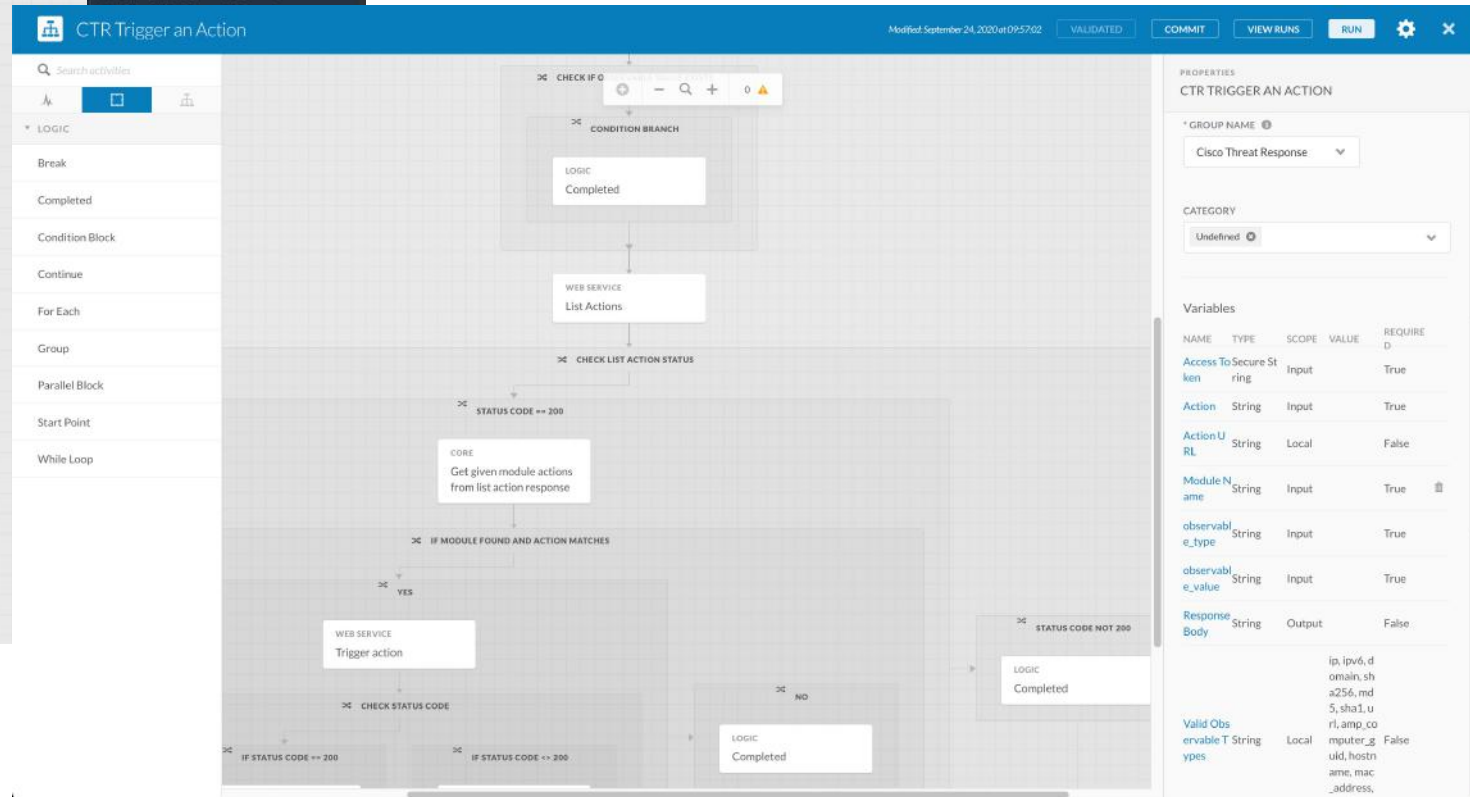 CTR Trigger an Action
Modified: September 24, 2020 at 09:57:02
VALIDATED
COMMIT
VIEW RUNS
RUN
Search activities
LOGIC
Break
Completed
Condition Block
Continue
For Each
Group
Parallel Block
Start Point
While Loop
CHECK IF O
0
CONDITION BRANCH
LOGIC
Completed
WEB SERVICE
List Actions
CHECK LIST ACTION STATUS
STATUS CODE == 200
CORE
Get given module actions
from list action response
IF MODULE FOUND AND ACTION MATCHES
YES
WEB SERVICE
Trigger action
CHECK STATUS CODE
IF STATUS CODE == 200
IF STATUS CODE <> 200
NO
LOGIC
Completed
STATUS CODE NOT 200
LOGIC
Completed
PROPERTIES
CTR TRIGGER AN ACTION
* GROUP NAME
Cisco Threat Response
CATEGORY
Undefined
Variables
NAME TYPE SCOPE VALUE REQUIRE
D
Access To Secure St
ken ring Input True
Action String Input True
Action U
RL String Local False
Module N
ame String Input True
observabl
e_type String Input True
observabl
e_value String Input True
Response
Body String Output False
Valid Obs
ervable T
ypes String Local
ip, ipv6, d
omain, sh
a256, md
5, sha1, u
rl, amp_co
mputer_g
uid, hostn
ame, mac
_address,
False